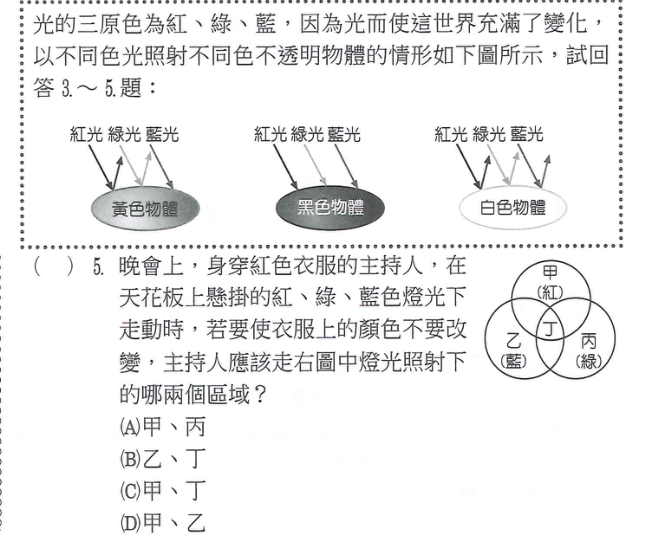 光的三原色為紅、綠、藍，因為光而使這世界充滿了變化，
以不同色光照射不同色不透明物體的情形如下圖所示，試回
答 3.～ 5.題：
紅光 綠光 藍光
黃色物體
紅光 綠光 藍光
黑色物體
紅光 綠光 藍光
白色物體
(　) 5. 晚會上，身穿紅色衣服的主持人，在
天花板上懸掛的紅、綠、藍色燈光下
走動時，若要使衣服上的顏色不要改
變，主持人應該走右圖中燈光照射下
的哪兩個區域？
(A)甲、丙
(B)乙、丁
(C)甲、丁
(D)甲、乙
甲
(紅)
丁
乙
(藍)
丙
(綠)